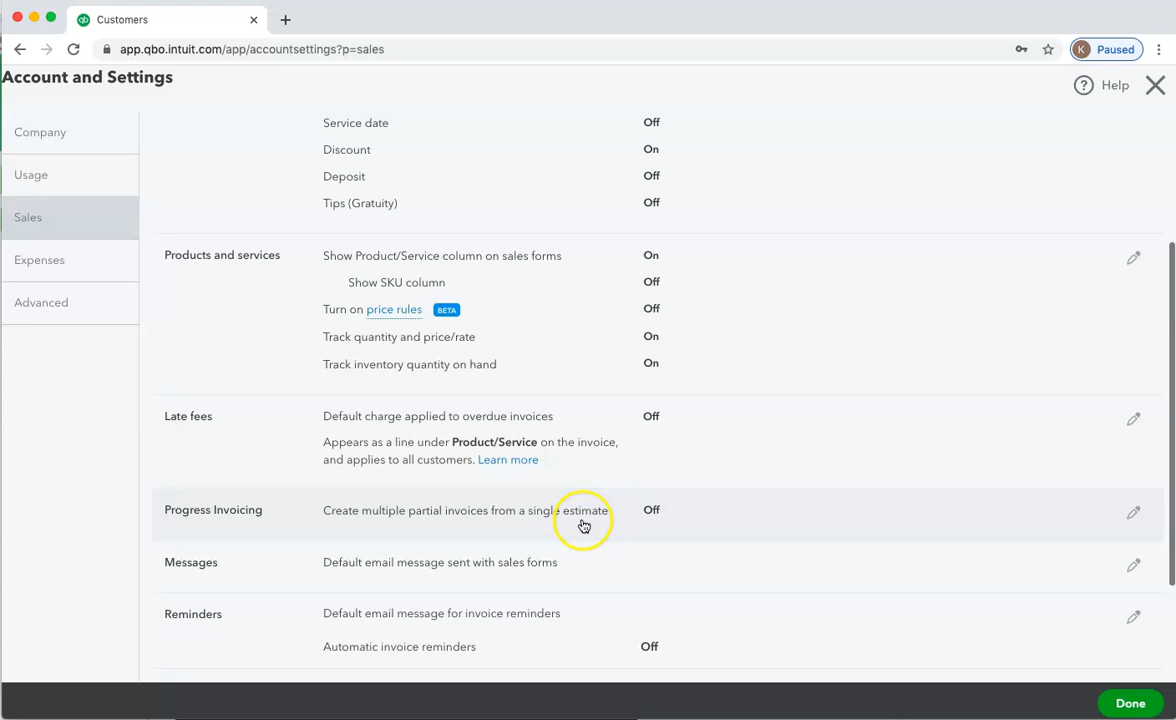 Customers
app.qbo.intuit.com/app/accountsettings?p=sales
K Paused
Account and Settings
Help
Company
Usage
Sales
Expenses
Advanced
Service date Off
Discount On
Deposit Off
Tips (Gratuity) Off
Products and services Show Product/Service column on sales forms On
Show SKU column Off
Turn on price rules BETA Off
Track quantity and price/rate On
Track inventory quantity on hand On
Late fees Default charge applied to overdue invoices Off
Appears as a line under Product/Service on the invoice,
and applies to all customers. Learn more
Progress Invoicing Create multiple partial invoices from a single estimate Off
Messages Default email message sent with sales forms
Reminders Default email message for invoice reminders
Automatic invoice reminders Off
Done